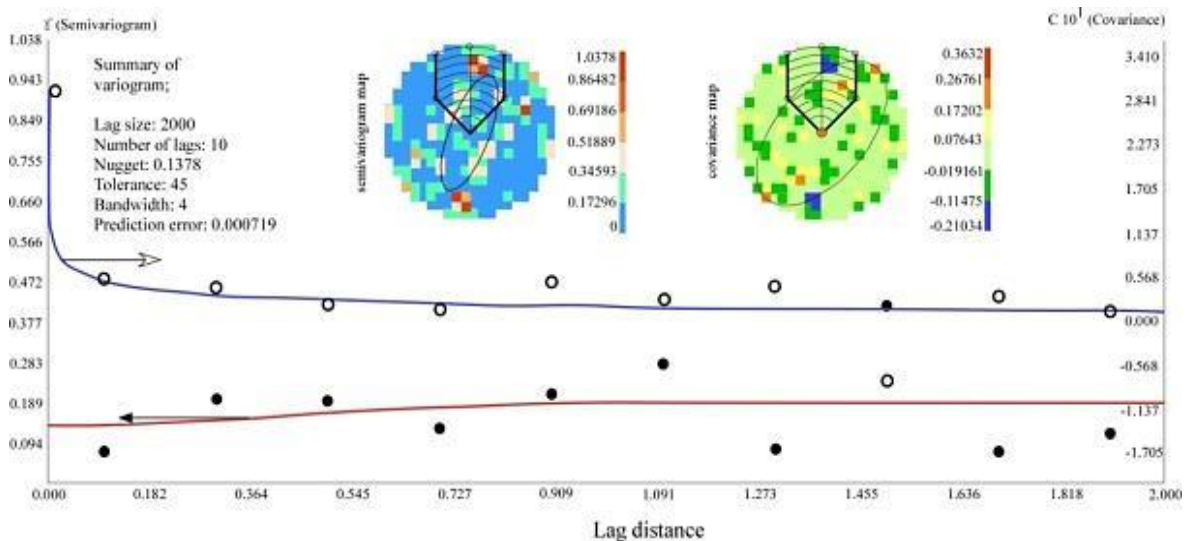 ϒ (Semivariogram)
C 10¹ (Covariance)
1.038
0.943
0.849
0.755
0.660
0.566
0.472
0.377
0.283
0.189
0.094
Summary of
variogram;
Lag size: 2000
Number of lags: 10
Nugget: 0.1378
Tolerance: 45
Bandwidth: 4
Prediction error: 0.000719
semivariogram map
1.0378
0.86482
0.69186
0.51889
0.34593
0.17296
0
covariance map
0.3632
0.26761
0.17202
0.07643
-0.019161
-0.11475
-0.21034
3.410
2.841
2.273
1.705
1.137
0.568
0.000
-0.568
-1.137
-1.705
0.000 0.182 0.364 0.545 0.727 0.909 1.091 1.273 1.455 1.636 1.818 2.000
Lag distance